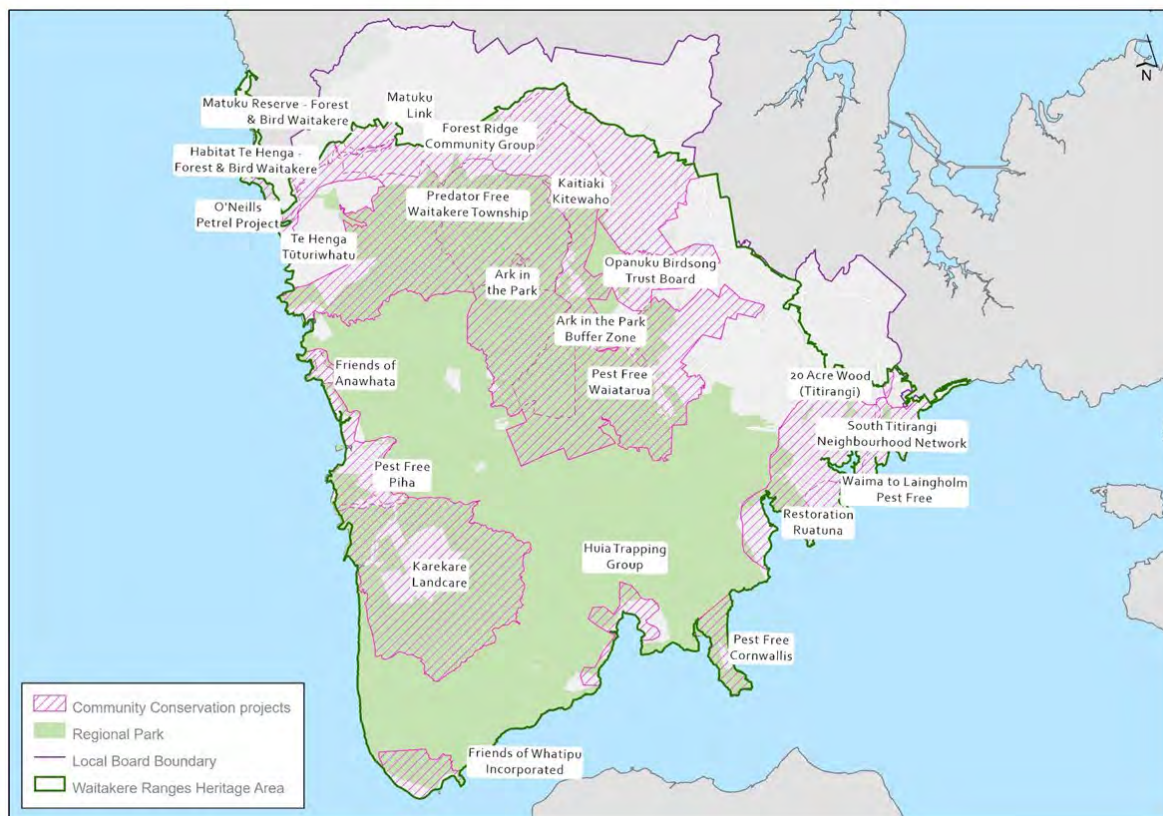 Matuku Reserve - Forest
& Bird Waitakere
Matuku
Link
Forest Ridge
Community Group
Habitat Te Henga -
Forest & Bird Waitakere
Kaitiaki
Kitewaho
Predator Free
Waitakere Township
O'Neills
Petrel Project
Te Henga
Tūturiwhatu
Ark in
the Park
Opanuku Birdsong
Trust Board
Ark in the Park
Buffer Zone
Friends of
Anawhata
Pest Free
Waiatarua
20 Acre Wood
(Titirangi)
South Titirangi
Neighbourhood Network
Pest Free
Piha
Waima to Laingholm
Pest Free
Restoration
Ruatuna
Karekare
Landcare
Huia Trapping
Group
Pest Free
Cornwallis
Friends of Whatipu
Incorporated
N
Community Conservation projects
Regional Park
Local Board Boundary
Waitakere Ranges Heritage Area